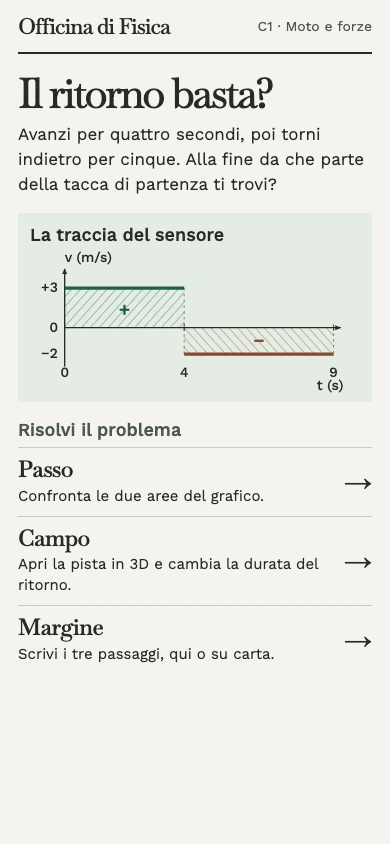 Officina di Fisica
C1 · Moto e forze
Il ritorno basta?
Avanzi per quattro secondi, poi torni
indietro per cinque. Alla fine da che parte
della tacca di partenza ti trovi?
La traccia del sensore
v (m/s)
+3
+
0
−
−2
0 4 9
t (s)
Risolvi il problema
Passo
Confronta le due aree del grafico.
→
Campo
Apri la pista in 3D e cambia la durata del
ritorno.
→
Margine
Scrivi i tre passaggi, qui o su carta.
→